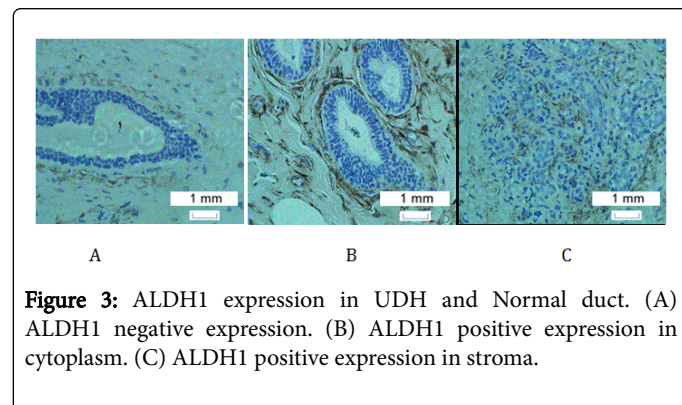 1 mm
1 mm
1 mm
A
B
C
Figure 3: ALDH1 expression in UDH and Normal duct. (A)
ALDH1 negative expression. (B) ALDH1 positive expression in
cytoplasm. (C) ALDH1 positive expression in stroma.